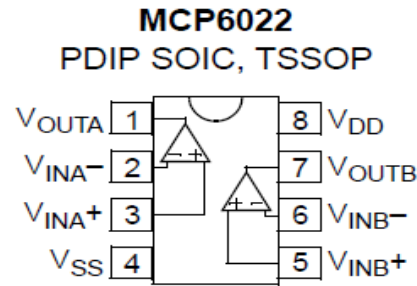 MCP6022
PDIP SOIC, TSSOP
VOUTA 1 8 VDD
VINA– 2 - + 7 VOUTB
VINA+ 3 + - 6 VINB–
VSS 4 5 VINB+